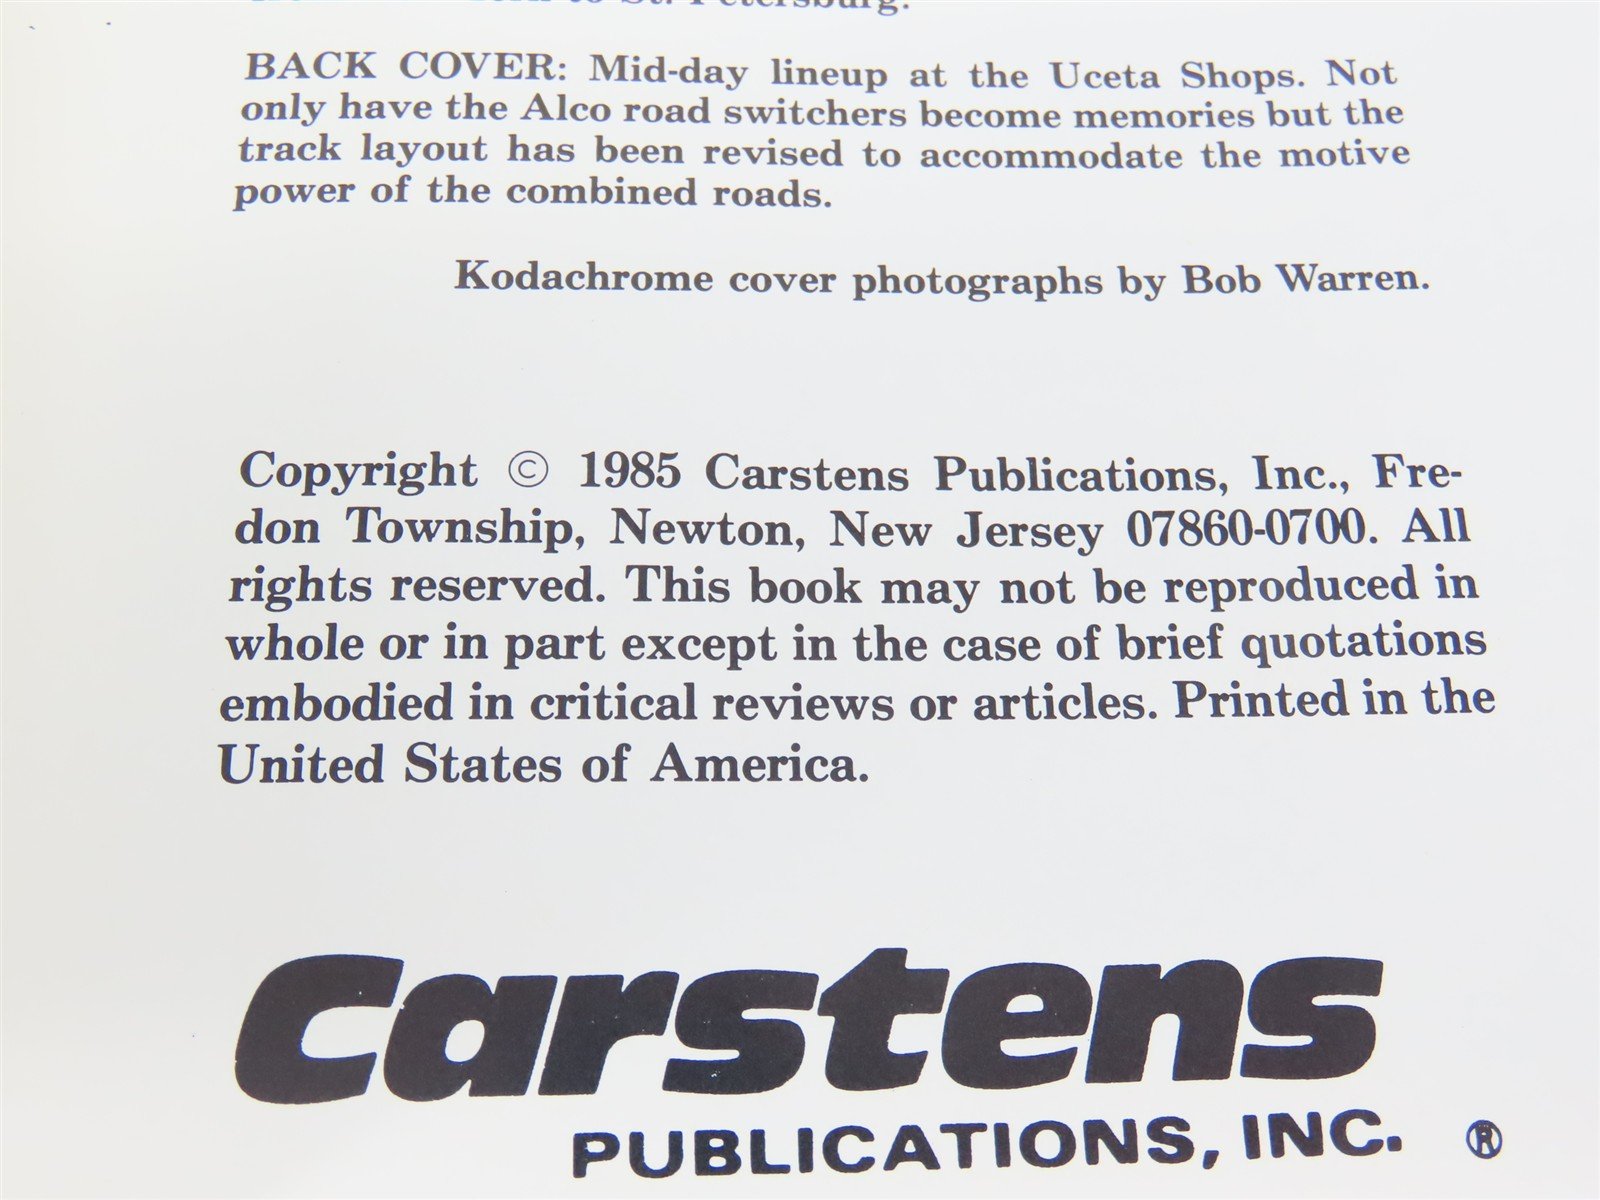 to St. Petersburg.
BACK COVER: Mid-day lineup at the Uceta Shops. Not
only have the Alco road switchers become memories but the
track layout has been revised to accommodate the motive
power of the combined roads.
Kodachrome cover photographs by Bob Warren.
Copyright © 1985 Carstens Publications, Inc., Fre-
don Township, Newton, New Jersey 07860-0700. All
rights reserved. This book may not be reproduced in
whole or in part except in the case of brief quotations
embodied in critical reviews or articles. Printed in the
United States of America.
Carstens
PUBLICATIONS, INC. ®